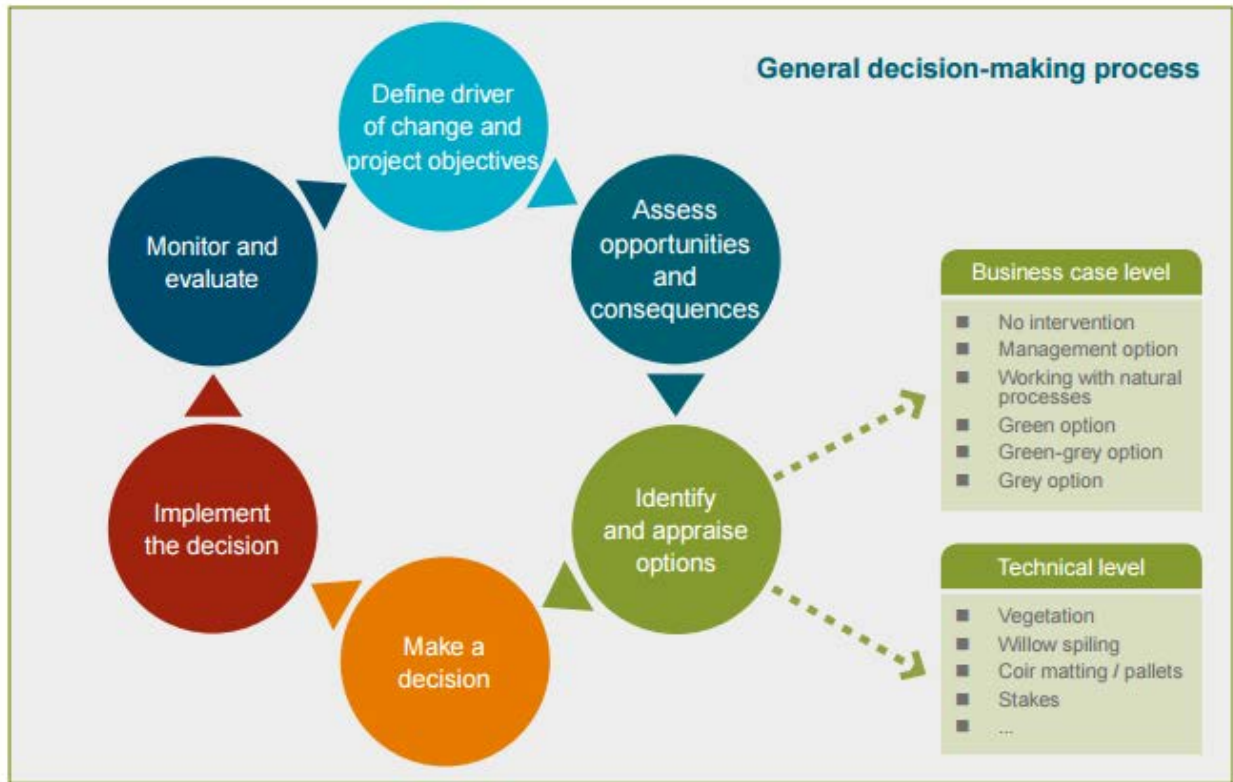 General decision-making process
Define driver
of change and
project objectives
Assess
opportunities
and
consequences
Identify
and appraise
options
Make a
decision
Implement
the decision
Monitor and
evaluate
Business case level
■ No intervention
■ Management option
■ Working with natural
processes
■ Green option
■ Green-grey option
■ Grey option
Technical level
■ Vegetation
■ Willow spiling
■ Coir matting / pallets
■ Stakes
■ ...